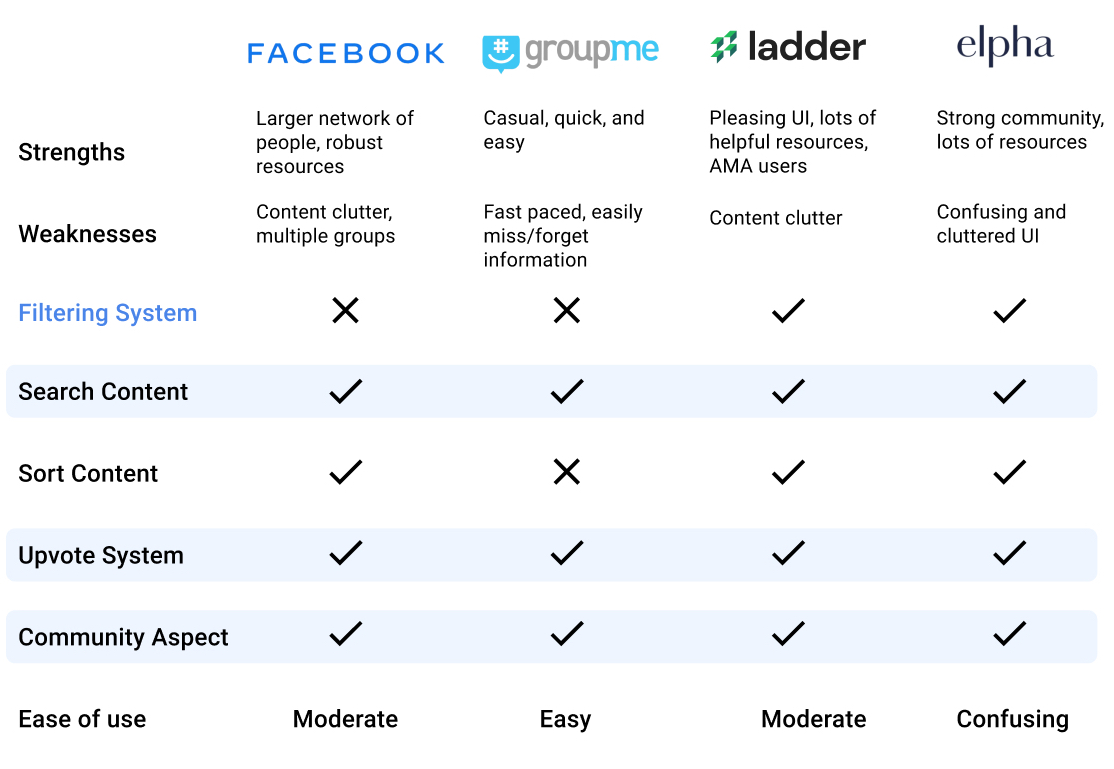 FACEBOOK
groupme
ladder
elpha
Strengths
Larger network of
people, robust
resources
Casual, quick, and
easy
Pleasing UI, lots of
helpful resources,
AMA users
Strong community,
lots of resources
Weaknesses
Content clutter,
multiple groups
Fast paced, easily
miss/forget
information
Content clutter
Confusing and
cluttered UI
Filtering System
Search Content
Sort Content
Upvote System
Community Aspect
Ease of use
Moderate
Easy
Moderate
Confusing